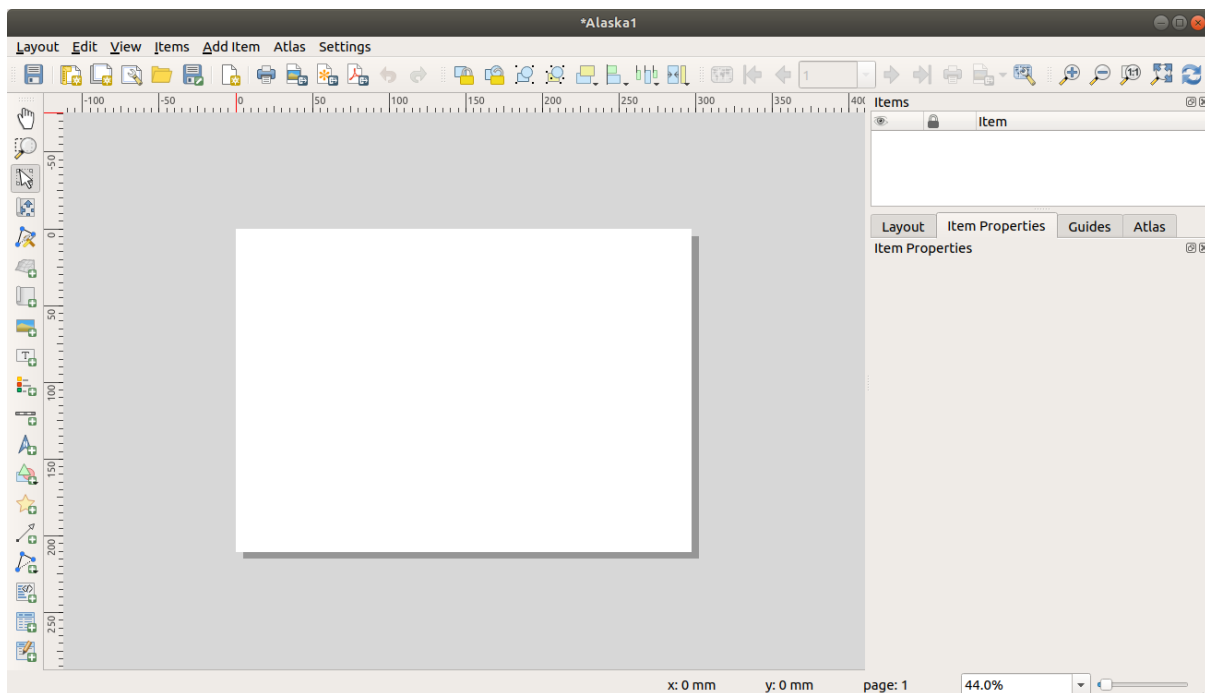 *Alaska1
Layout Edit View Items Add Item Atlas Settings
1 1:1
-100 -50 0 50 100 150 200 250 300 350 400
Items
Item
Layout Item Properties Guides Atlas
Item Properties
-50
0
50
100
150
200
250
x: 0 mm y: 0 mm page: 1 44.0%